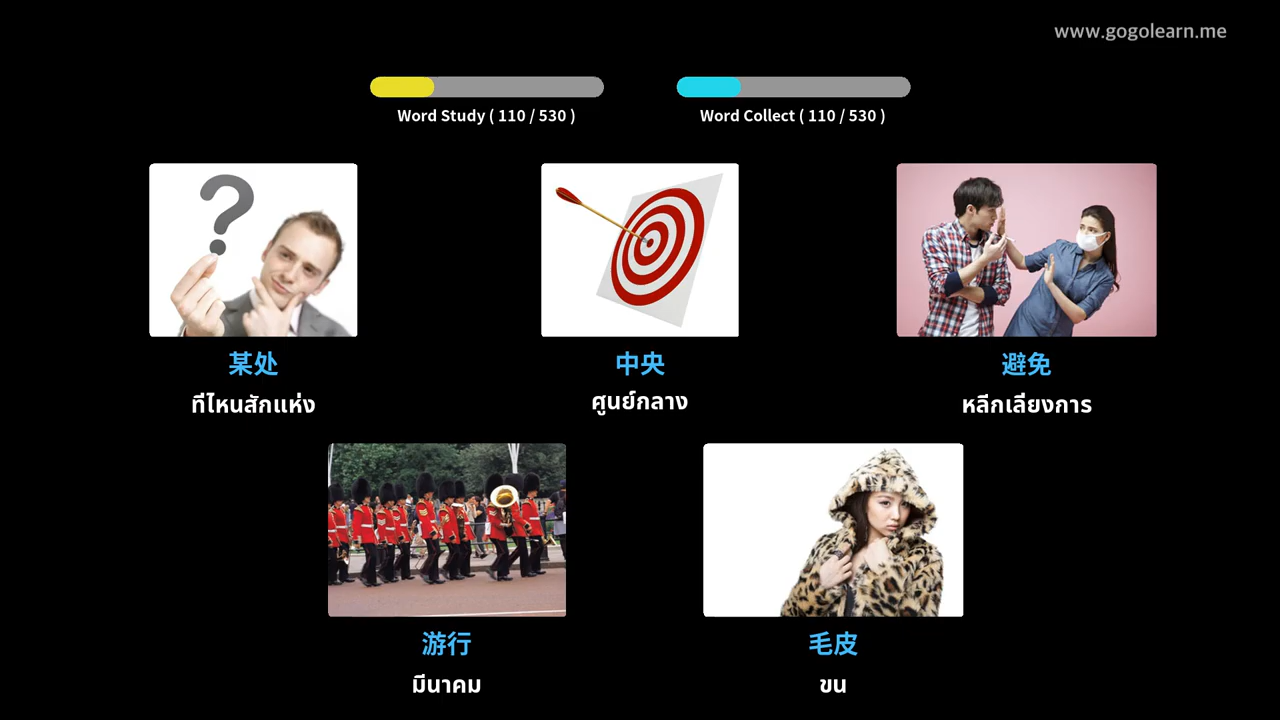 www.gogolearn.me
Word Study ( 110 / 530 )
Word Collect ( 110 / 530 )
某处
ที่ไหนสักแห่ง
中央
ศูนย์กลาง
避免
หลีกเลี่ยงการ
游行
มีนาคม
毛皮
ขน